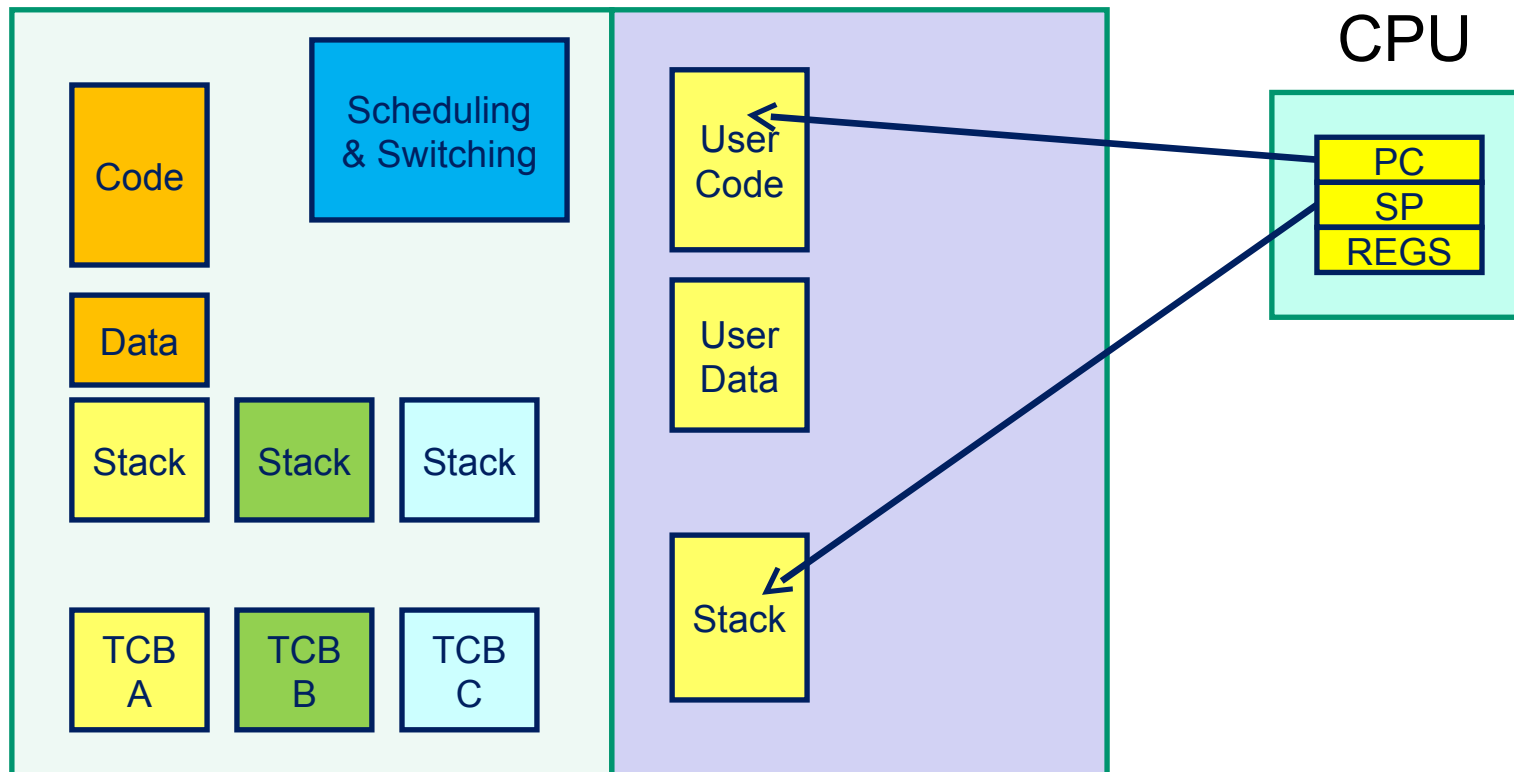 CPU
Scheduling
& Switching
Code
User
Code
PC
SP
REGS
Data
User
Data
Stack
Stack
Stack
Stack
TCB
A
TCB
B
TCB
C